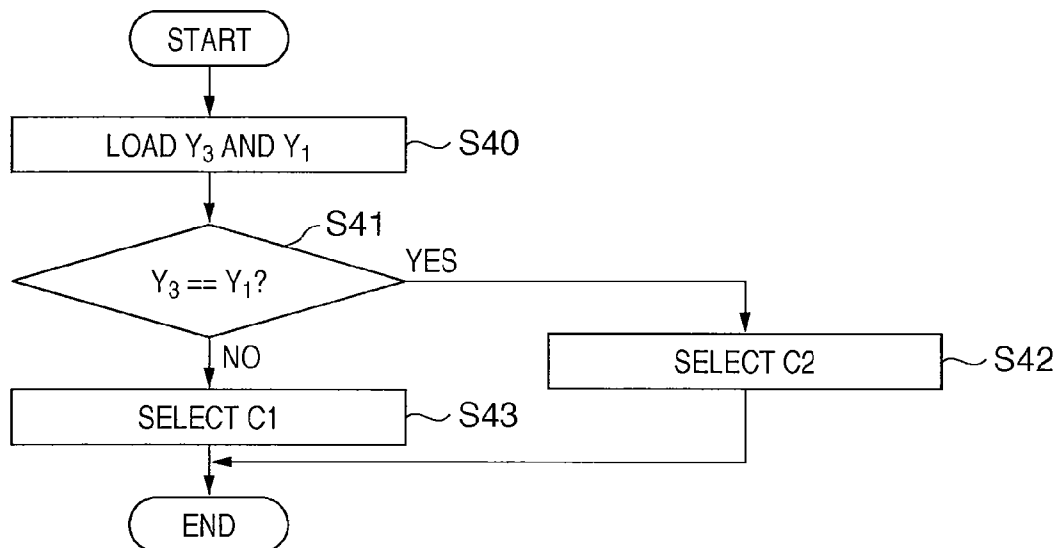 START
LOAD Y₃ AND Y₁
S40
S41
Y₃ == Y₁?
YES
NO
SELECT C2
S42
SELECT C1
S43
END